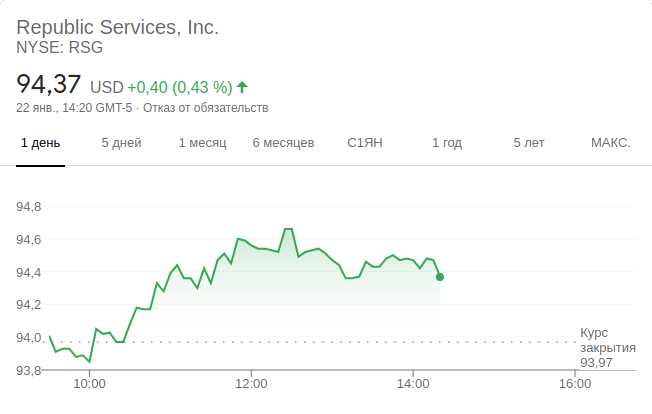 Republic Services, Inc.
NYSE: RSG
94,37 USD +0,40 (0,43 %)
22 янв., 14:20 GMT-5 · Отказ от обязательств
1 день 5 дней 1 месяц 6 месяцев С1ЯН 1 год 5 лет МАКС.
94,8
94,6
94,4
94,2
94,0
Курс
закрытия
93,97
93,8
10:00 12:00 14:00 16:00